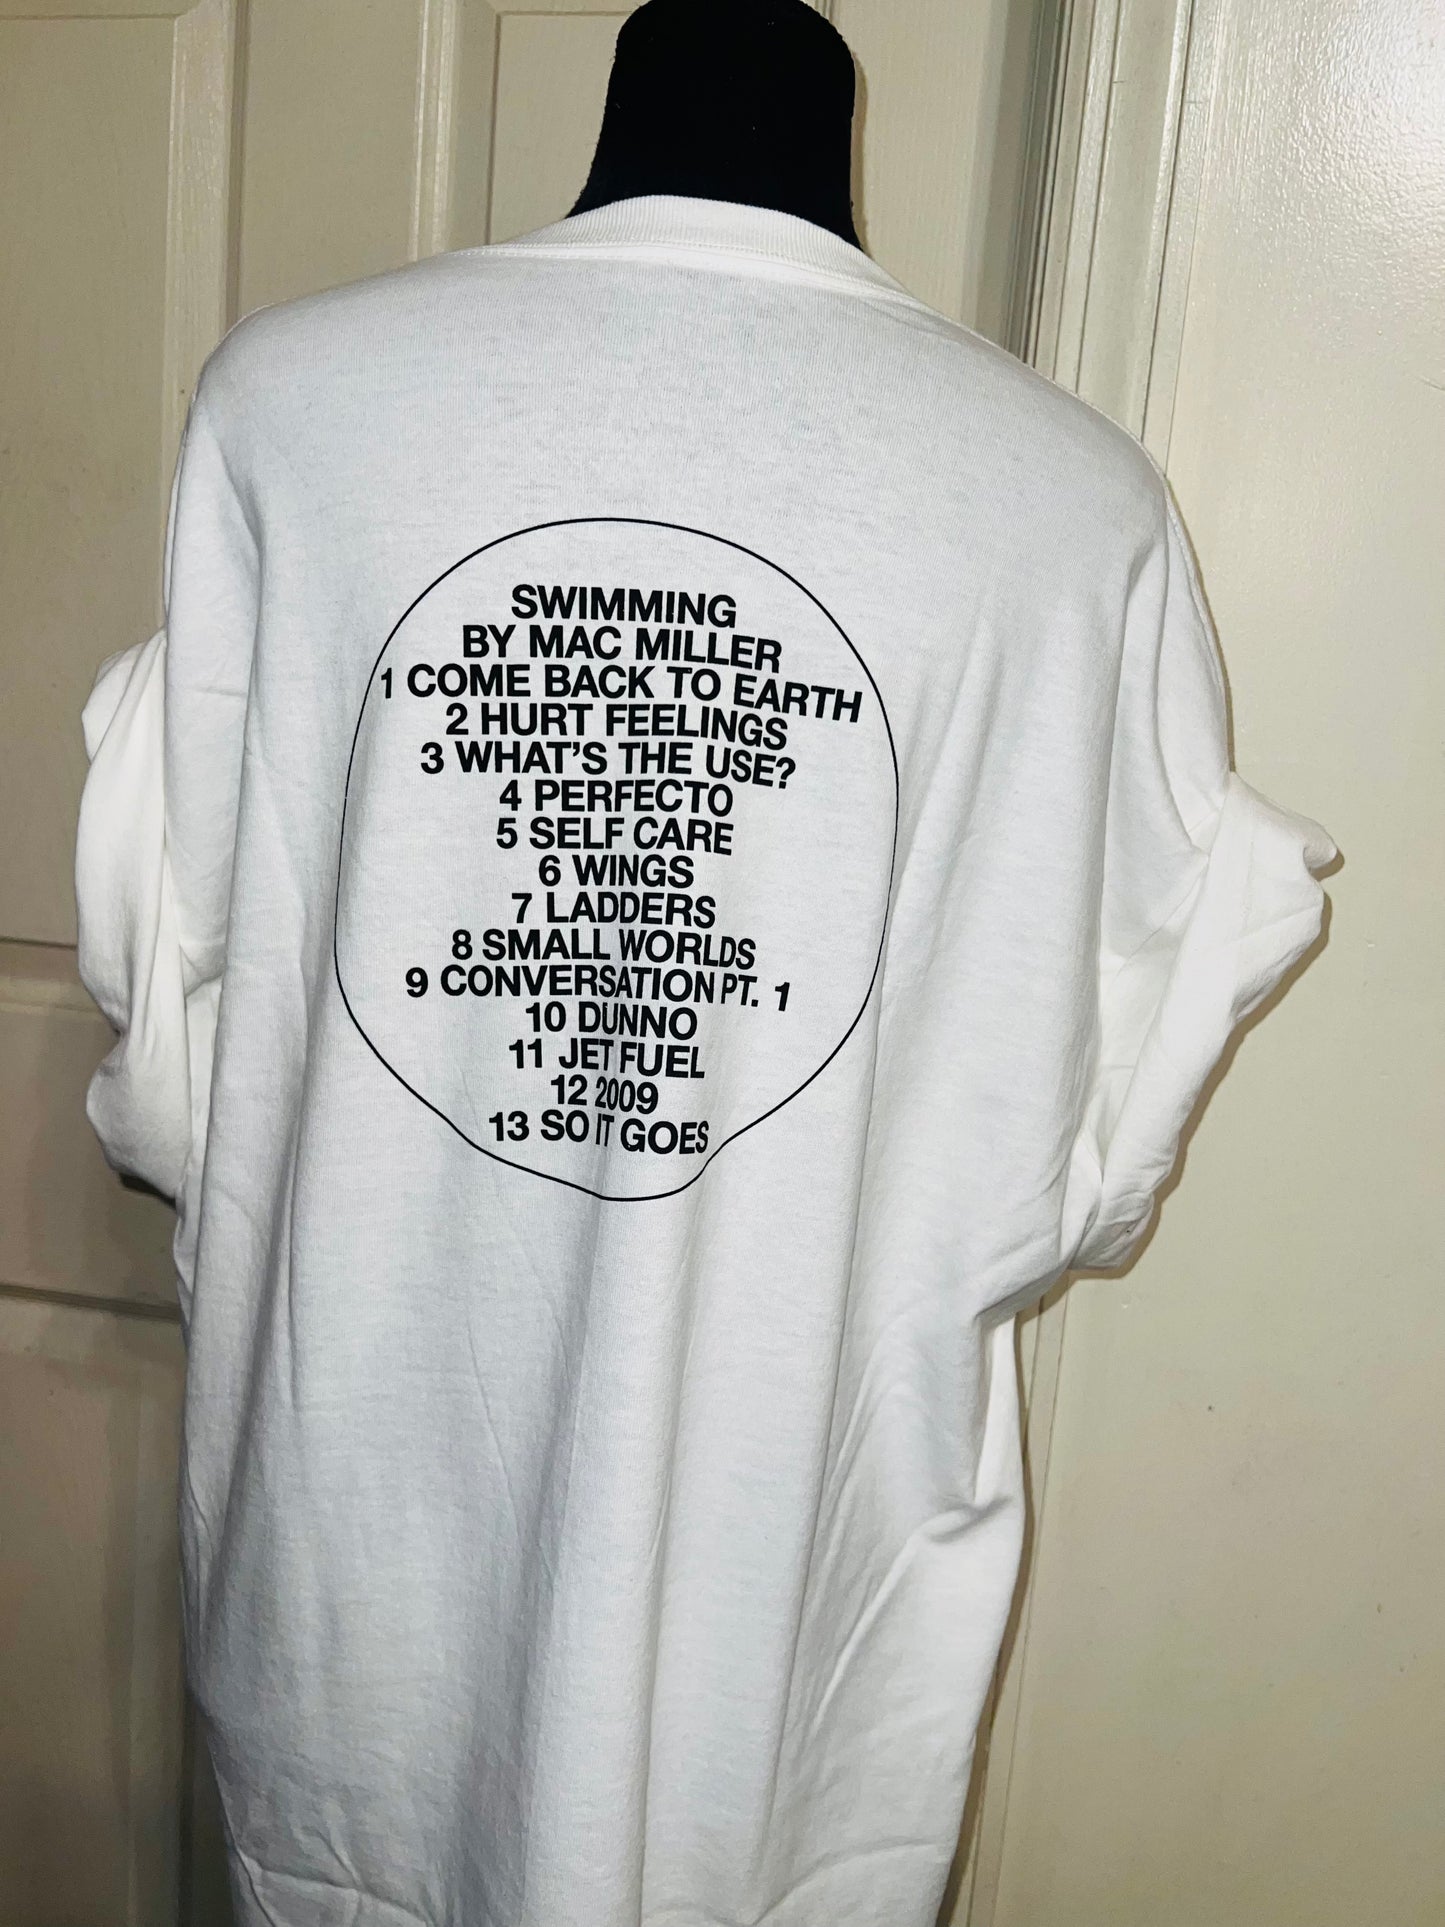 SWIMMING
BY MAC MILLER
1 COME BACK TO EARTH
2 HURT FEELINGS
3 WHAT'S THE USE?
4 PERFECTO
5 SELF CARE
6 WINGS
7 LADDERS
8 SMALL WORLDS
9 CONVERSATION PT. 1
10 DUNNO
11 JET FUEL
12 2009
13 SO IT GOES